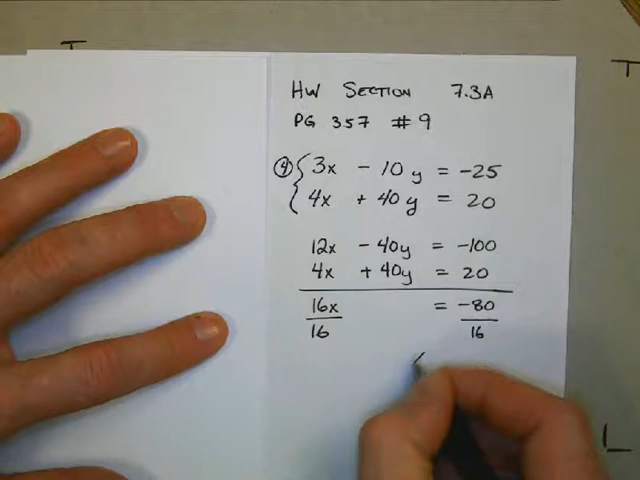 HW SECTION 7.3A
PG 357 #9
④ { 3x - 10y = -25
4x + 40y = 20
12x - 40y = -100
4x + 40y = 20
16x = -80
16 16